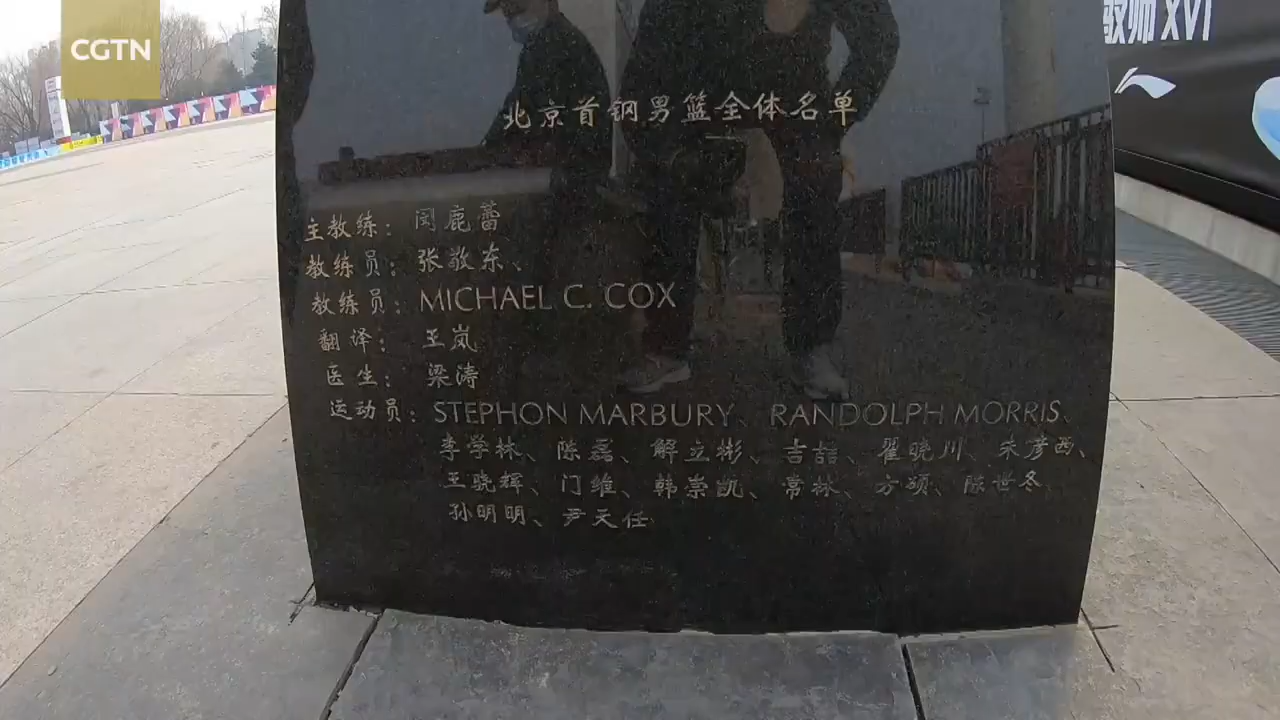 CGTN
敬师 XVI
北京首钢男篮全体名单
主教练：闵鹿蕾
教练员：张敬东、
教练员：MICHAEL C. COX
翻译：王岚
医生：梁涛
运动员：STEPHON MARBURY、RANDOLPH MORRIS、
李学林、陈磊、解立彬、吉喆、翟晓川、朱彦西、
王骁辉、门维、韩崇凯、常林、方硕、陈世冬、
孙明明、尹天任